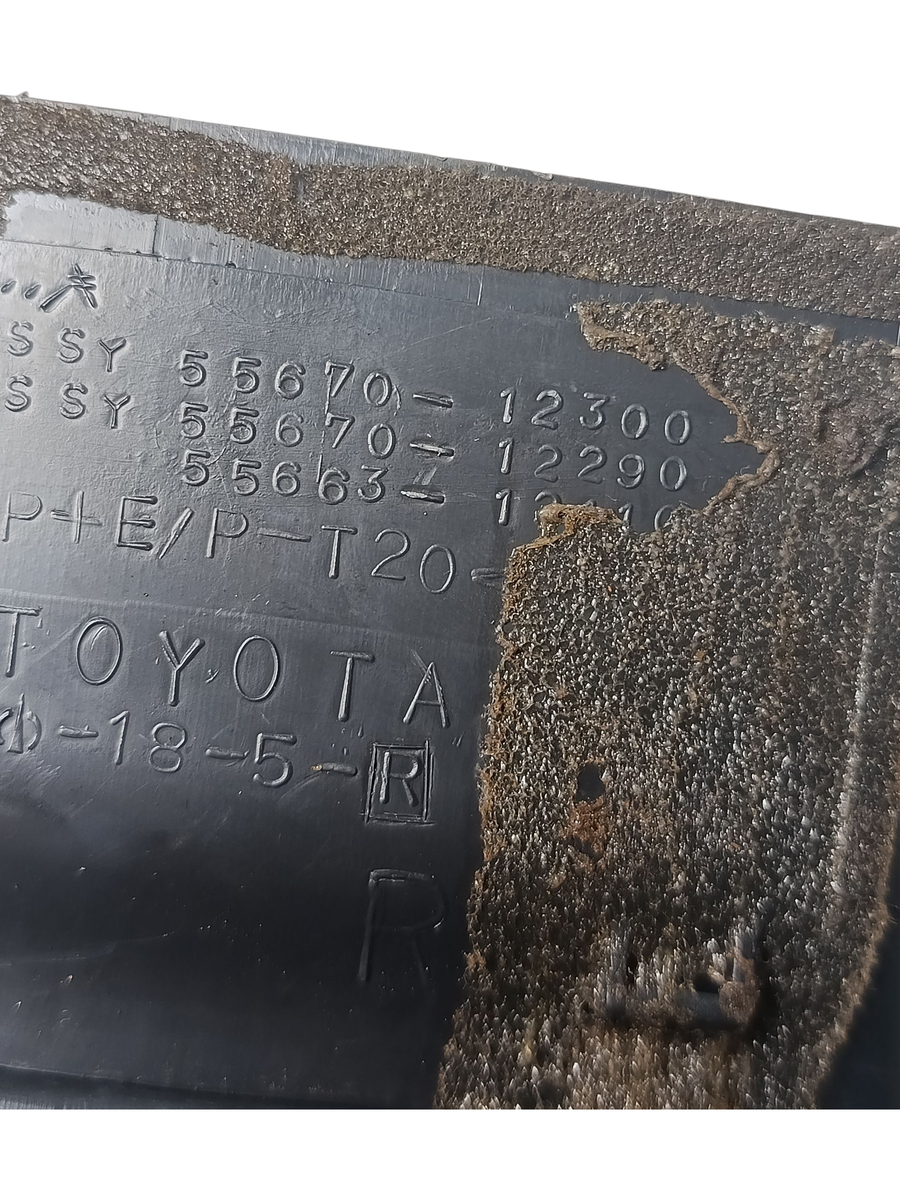 SSY 55670-12300
SSY 55670-12290
55663-
P+E/P-T20-
TOYOTA
-18-5-R
R